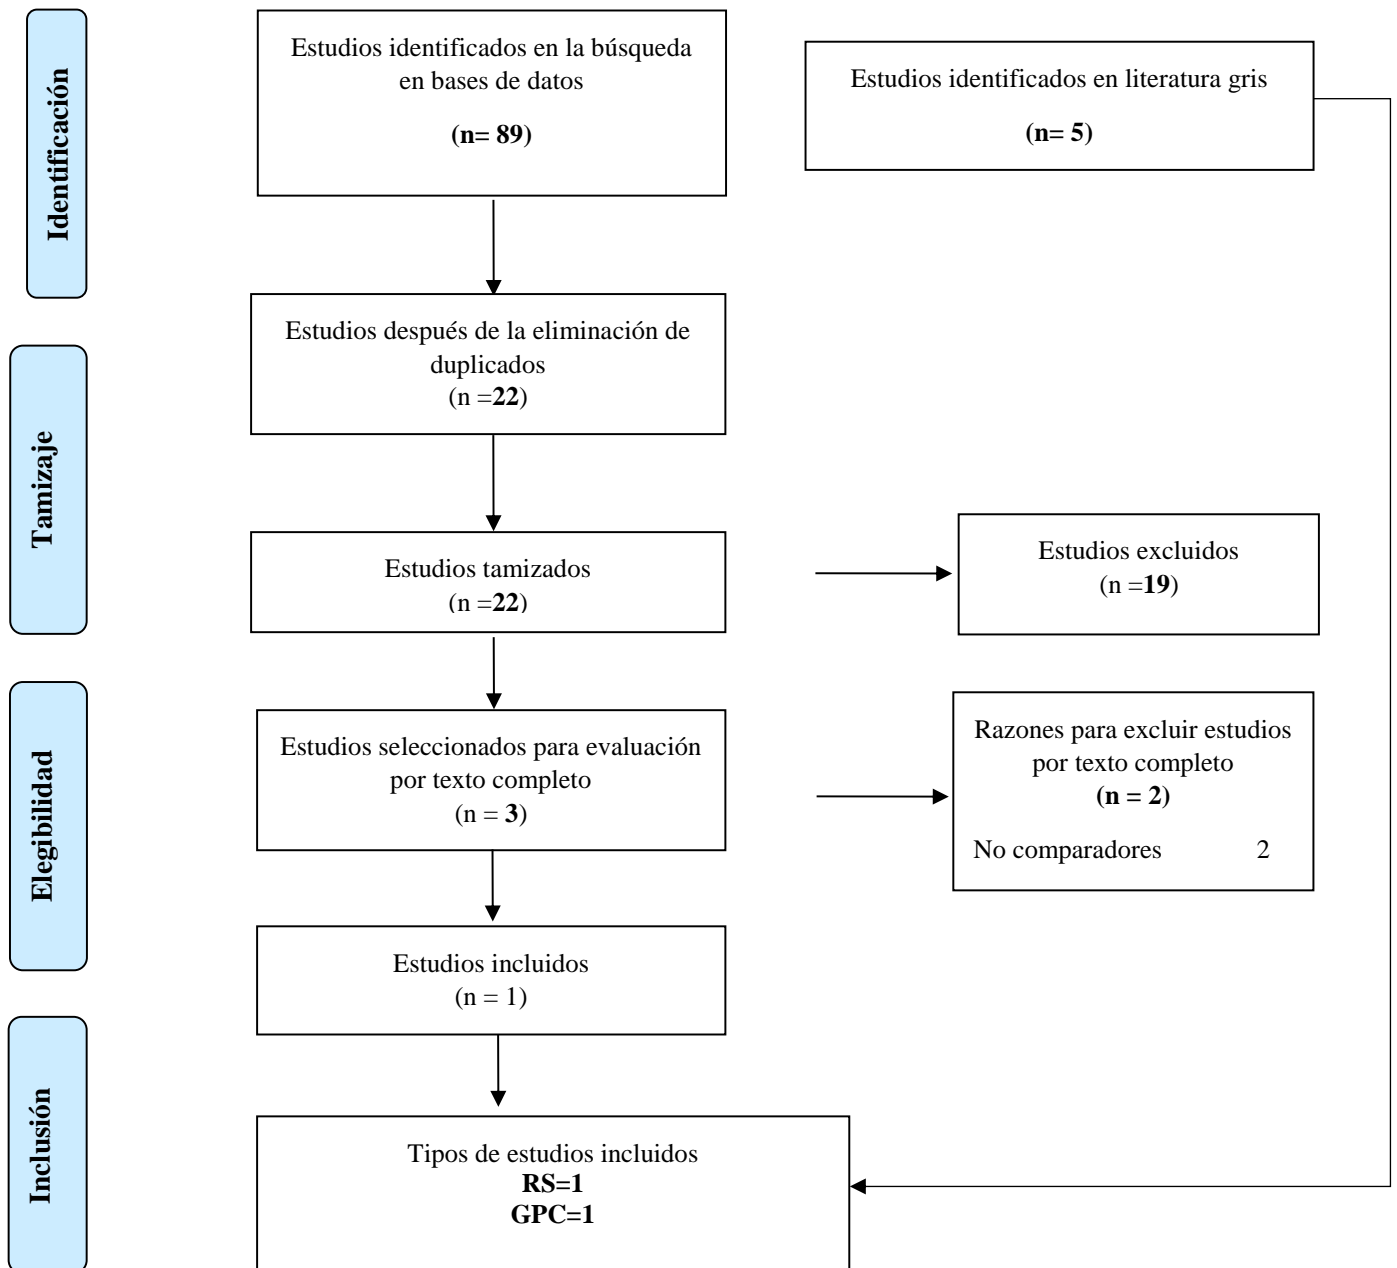 Identificación
Estudios identificados en la búsqueda
en bases de datos
(n= 89)
Estudios identificados en literatura gris
(n= 5)
Estudios después de la eliminación de
duplicados
(n =22)
Tamizaje
Estudios tamizados
(n =22)
Estudios excluidos
(n =19)
Elegibilidad
Estudios seleccionados para evaluación
por texto completo
(n = 3)
Razones para excluir estudios
por texto completo
(n = 2)
No comparadores 2
Estudios incluidos
(n = 1)
Inclusión
Tipos de estudios incluidos
RS=1
GPC=1